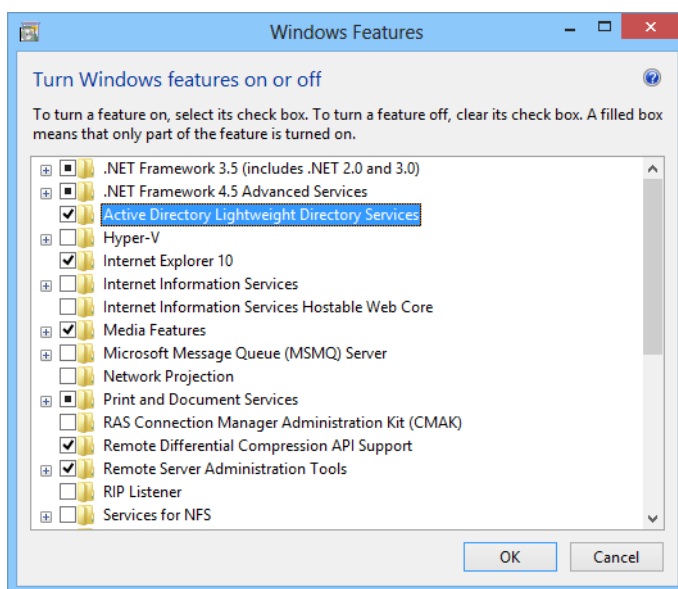 Windows Features
Turn Windows features on or off
To turn a feature on, select its check box. To turn a feature off, clear its check box. A filled box
means that only part of the feature is turned on.
.NET Framework 3.5 (includes .NET 2.0 and 3.0)
.NET Framework 4.5 Advanced Services
Active Directory Lightweight Directory Services
Hyper-V
Internet Explorer 10
Internet Information Services
Internet Information Services Hostable Web Core
Media Features
Microsoft Message Queue (MSMQ) Server
Network Projection
Print and Document Services
RAS Connection Manager Administration Kit (CMAK)
Remote Differential Compression API Support
Remote Server Administration Tools
RIP Listener
Services for NFS
OK Cancel